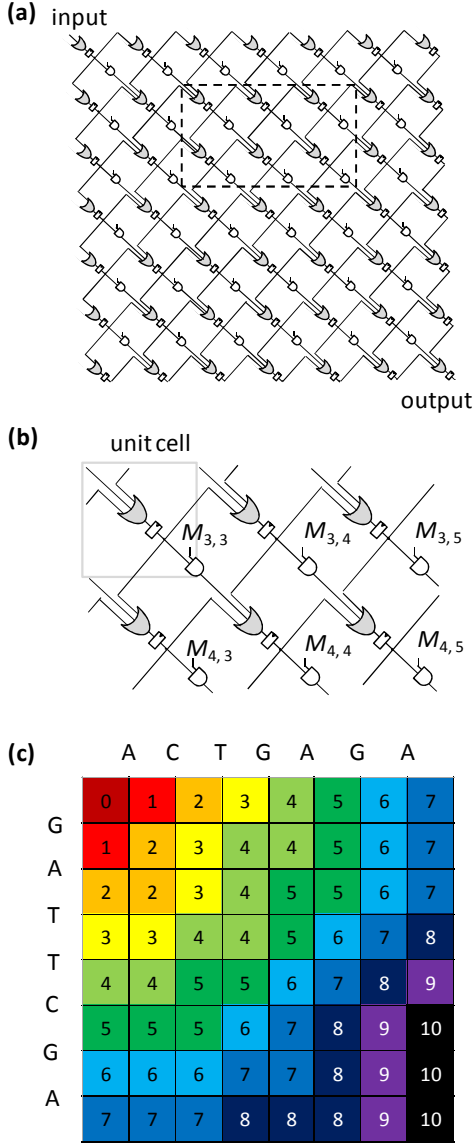 (a)
input
output
(b)
unit cell
M3, 3 M3, 4 M3, 5
M4, 3 M4, 4 M4, 5
(c)
A C T G A G A
0 1 2 3 4 5 6 7
G
1 2 3 4 4 5 6 7
A
2 2 3 4 5 5 6 7
T
3 3 4 4 5 6 7 8
T
4 4 5 5 6 7 8 9
C
5 5 5 6 7 8 9 10
G
6 6 6 7 7 8 9 10
A
7 7 7 8 8 8 9 10